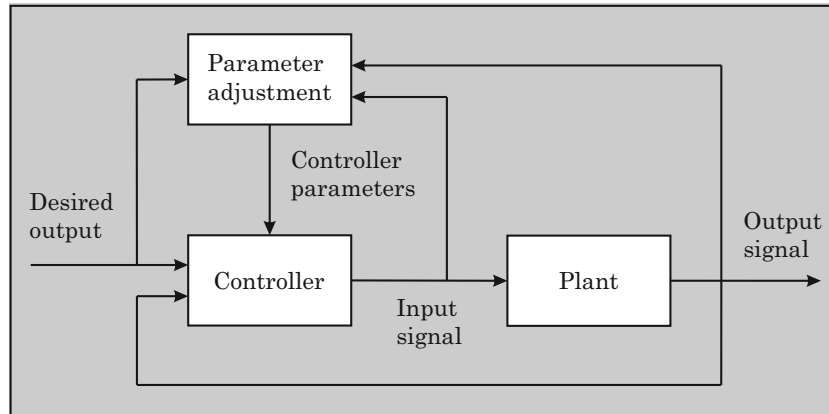 Parameter
adjustment
Controller
parameters
Desired
output
Controller
Input
signal
Plant
Output
signal